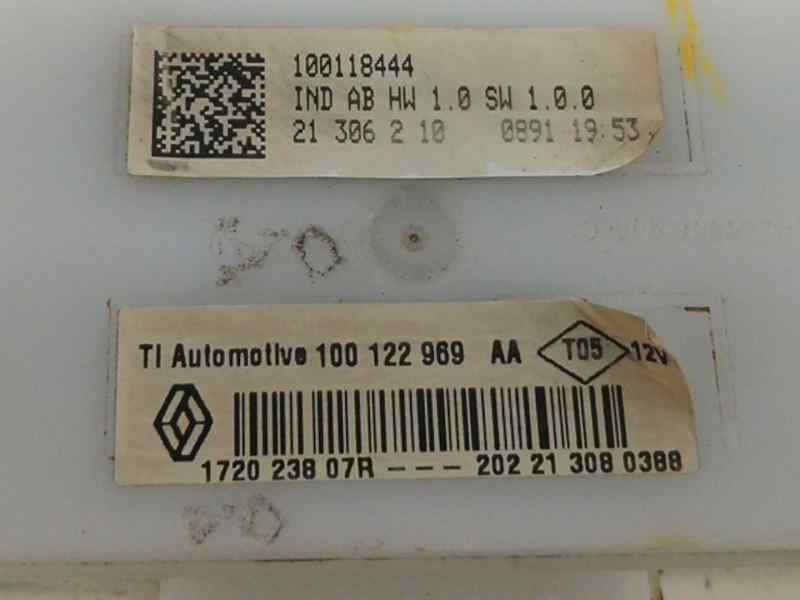 100118444
IND AB HW 1.0 SW 1.0.0
21 306 2 10 0891 19:53
TI Automotive 100 122 969 AA T05 12V
1720 238 07R --- 202 21 308 0388